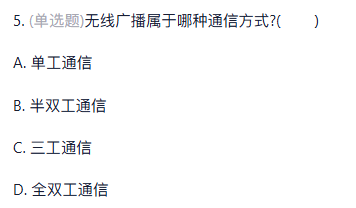 5. (单选题)无线广播属于哪种通信方式?(      )
A. 单工通信
B. 半双工通信
C. 三工通信
D. 全双工通信